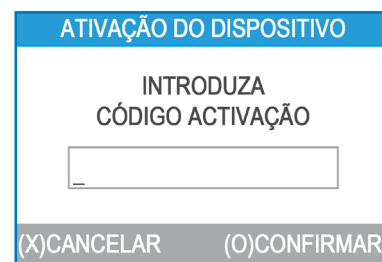 ATIVAÇÃO DO DISPOSITIVO
INTRODUZA
CÓDIGO ACTIVAÇÃO
_
(X)CANCELAR (O)CONFIRMAR